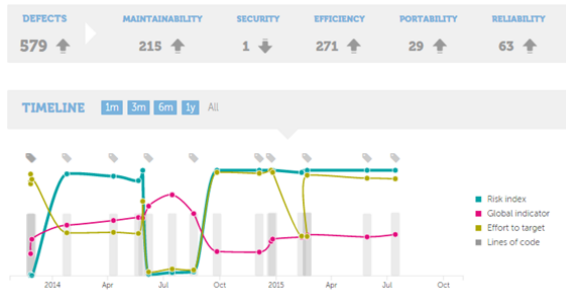 DEFECTS MAINTAINABILITY SECURITY EFFICIENCY PORTABILITY RELIABILITY
579 215 1 271 29 63
TIMELINE 1m 3m 6m 1y All
Risk index
Global indicator
Effort to target
Lines of code
2014 Apr Jul Oct 2015 Apr Jul Oct